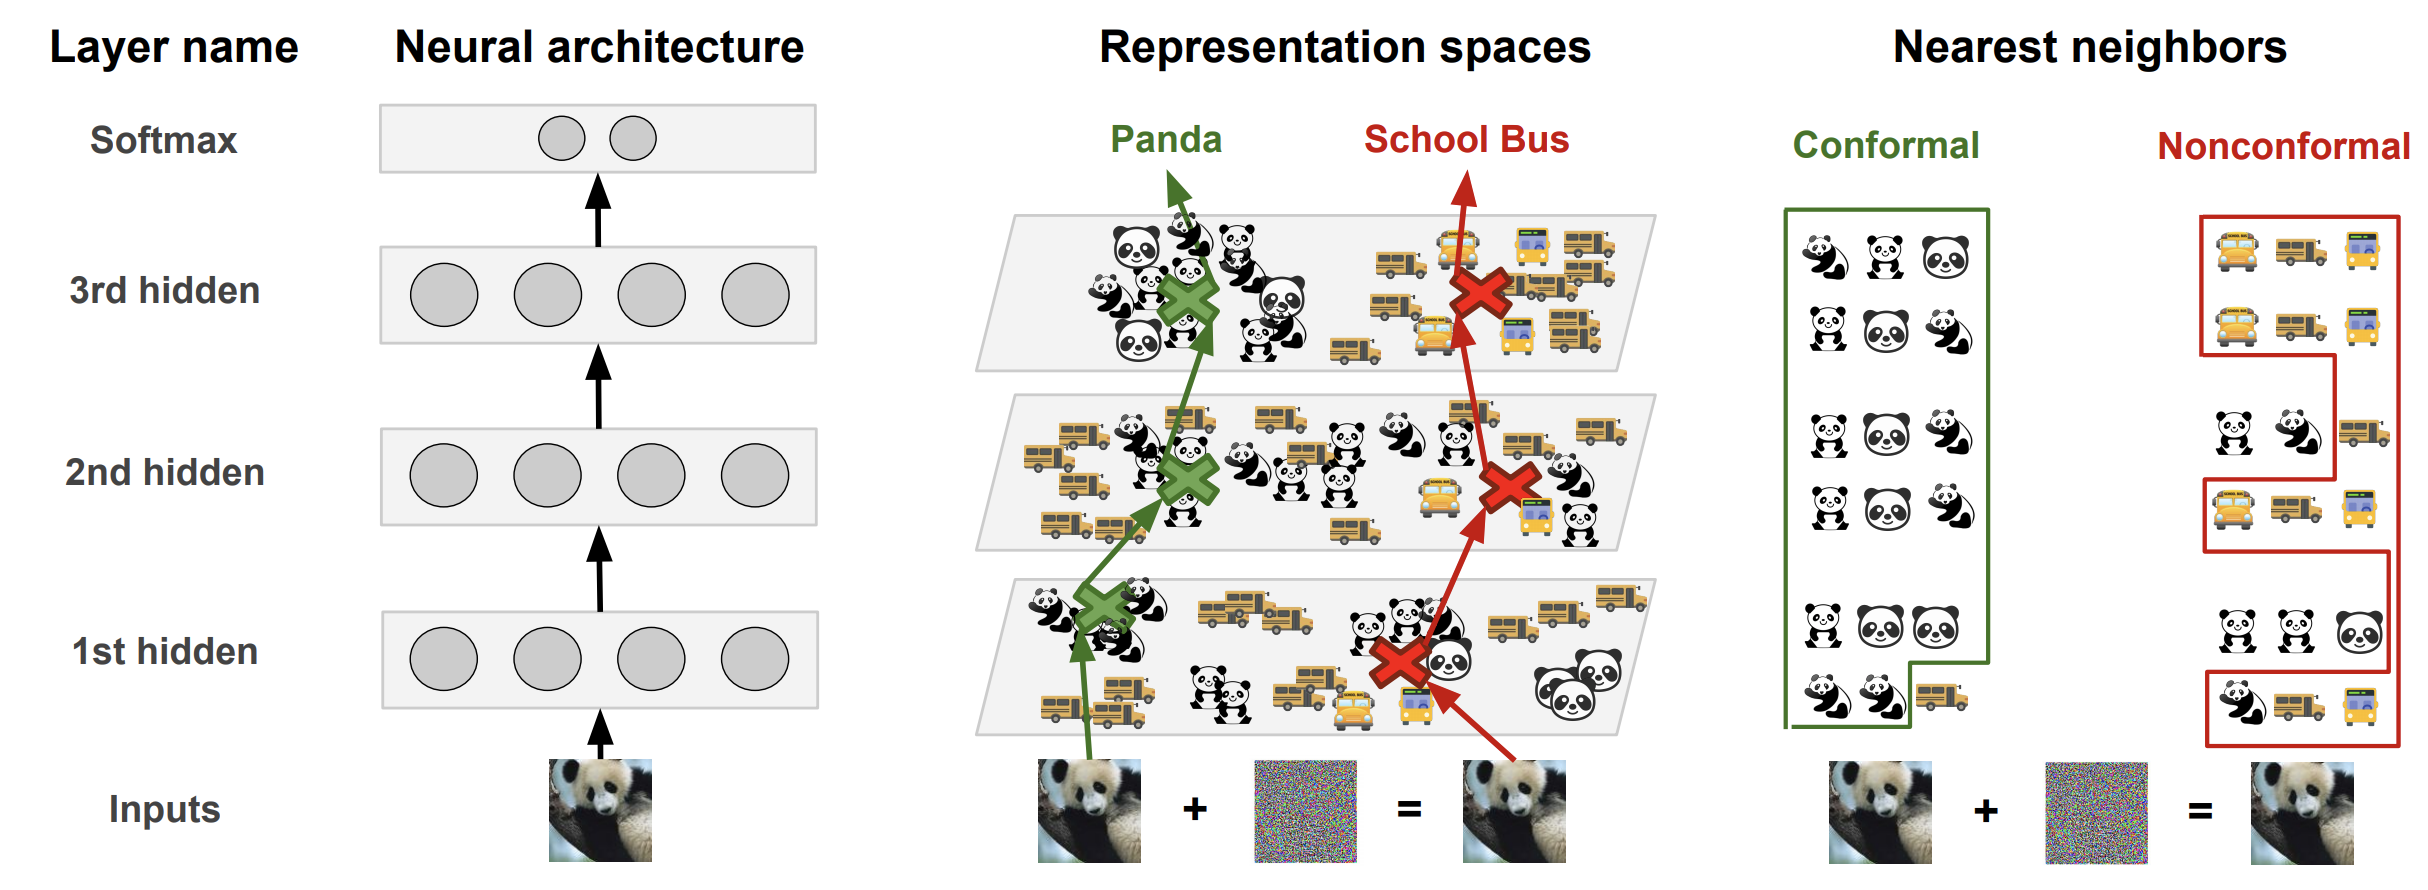 Layer name
Neural architecture
Representation spaces
Nearest neighbors
Softmax
Panda
School Bus
Conformal
Nonconformal
3rd hidden
2nd hidden
1st hidden
Inputs
+
=
+
=